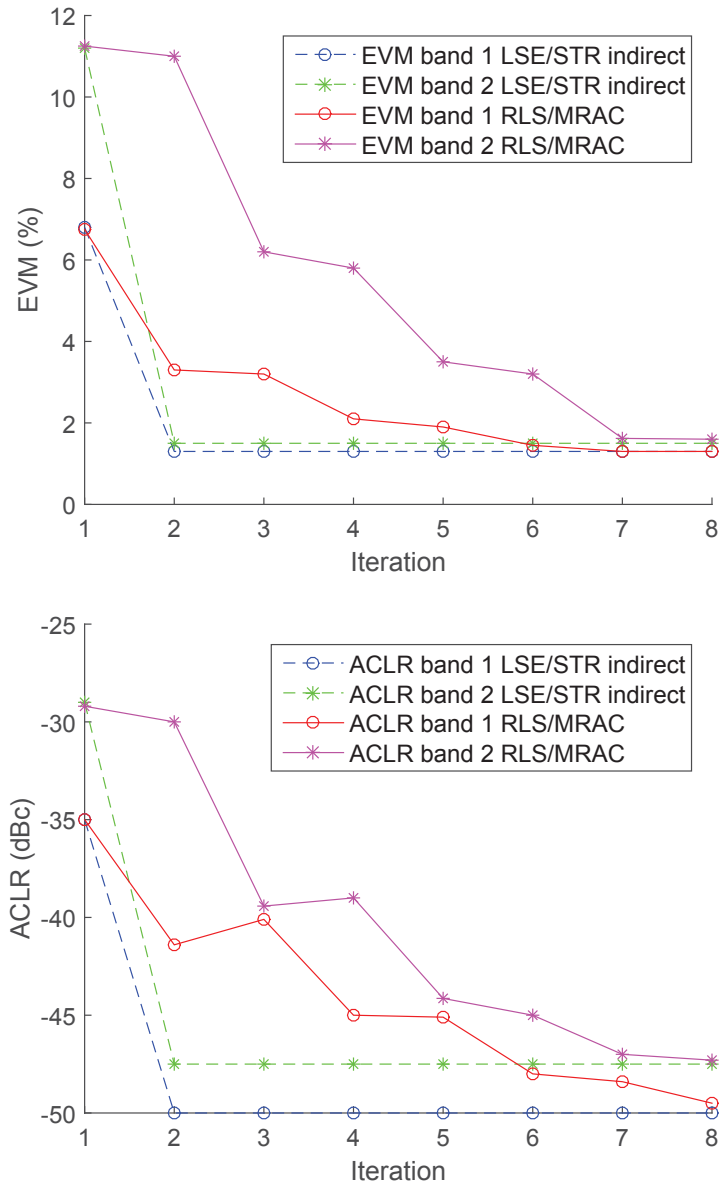 12
10
8
6
4
2
0
EVM (%)
EVM band 1 LSE/STR indirect
EVM band 2 LSE/STR indirect
EVM band 1 RLS/MRAC
EVM band 2 RLS/MRAC
1 2 3 4 5 6 7 8
Iteration
-25
-30
-35
-40
-45
-50
ACLR (dBc)
ACLR band 1 LSE/STR indirect
ACLR band 2 LSE/STR indirect
ACLR band 1 RLS/MRAC
ACLR band 2 RLS/MRAC
1 2 3 4 5 6 7 8
Iteration